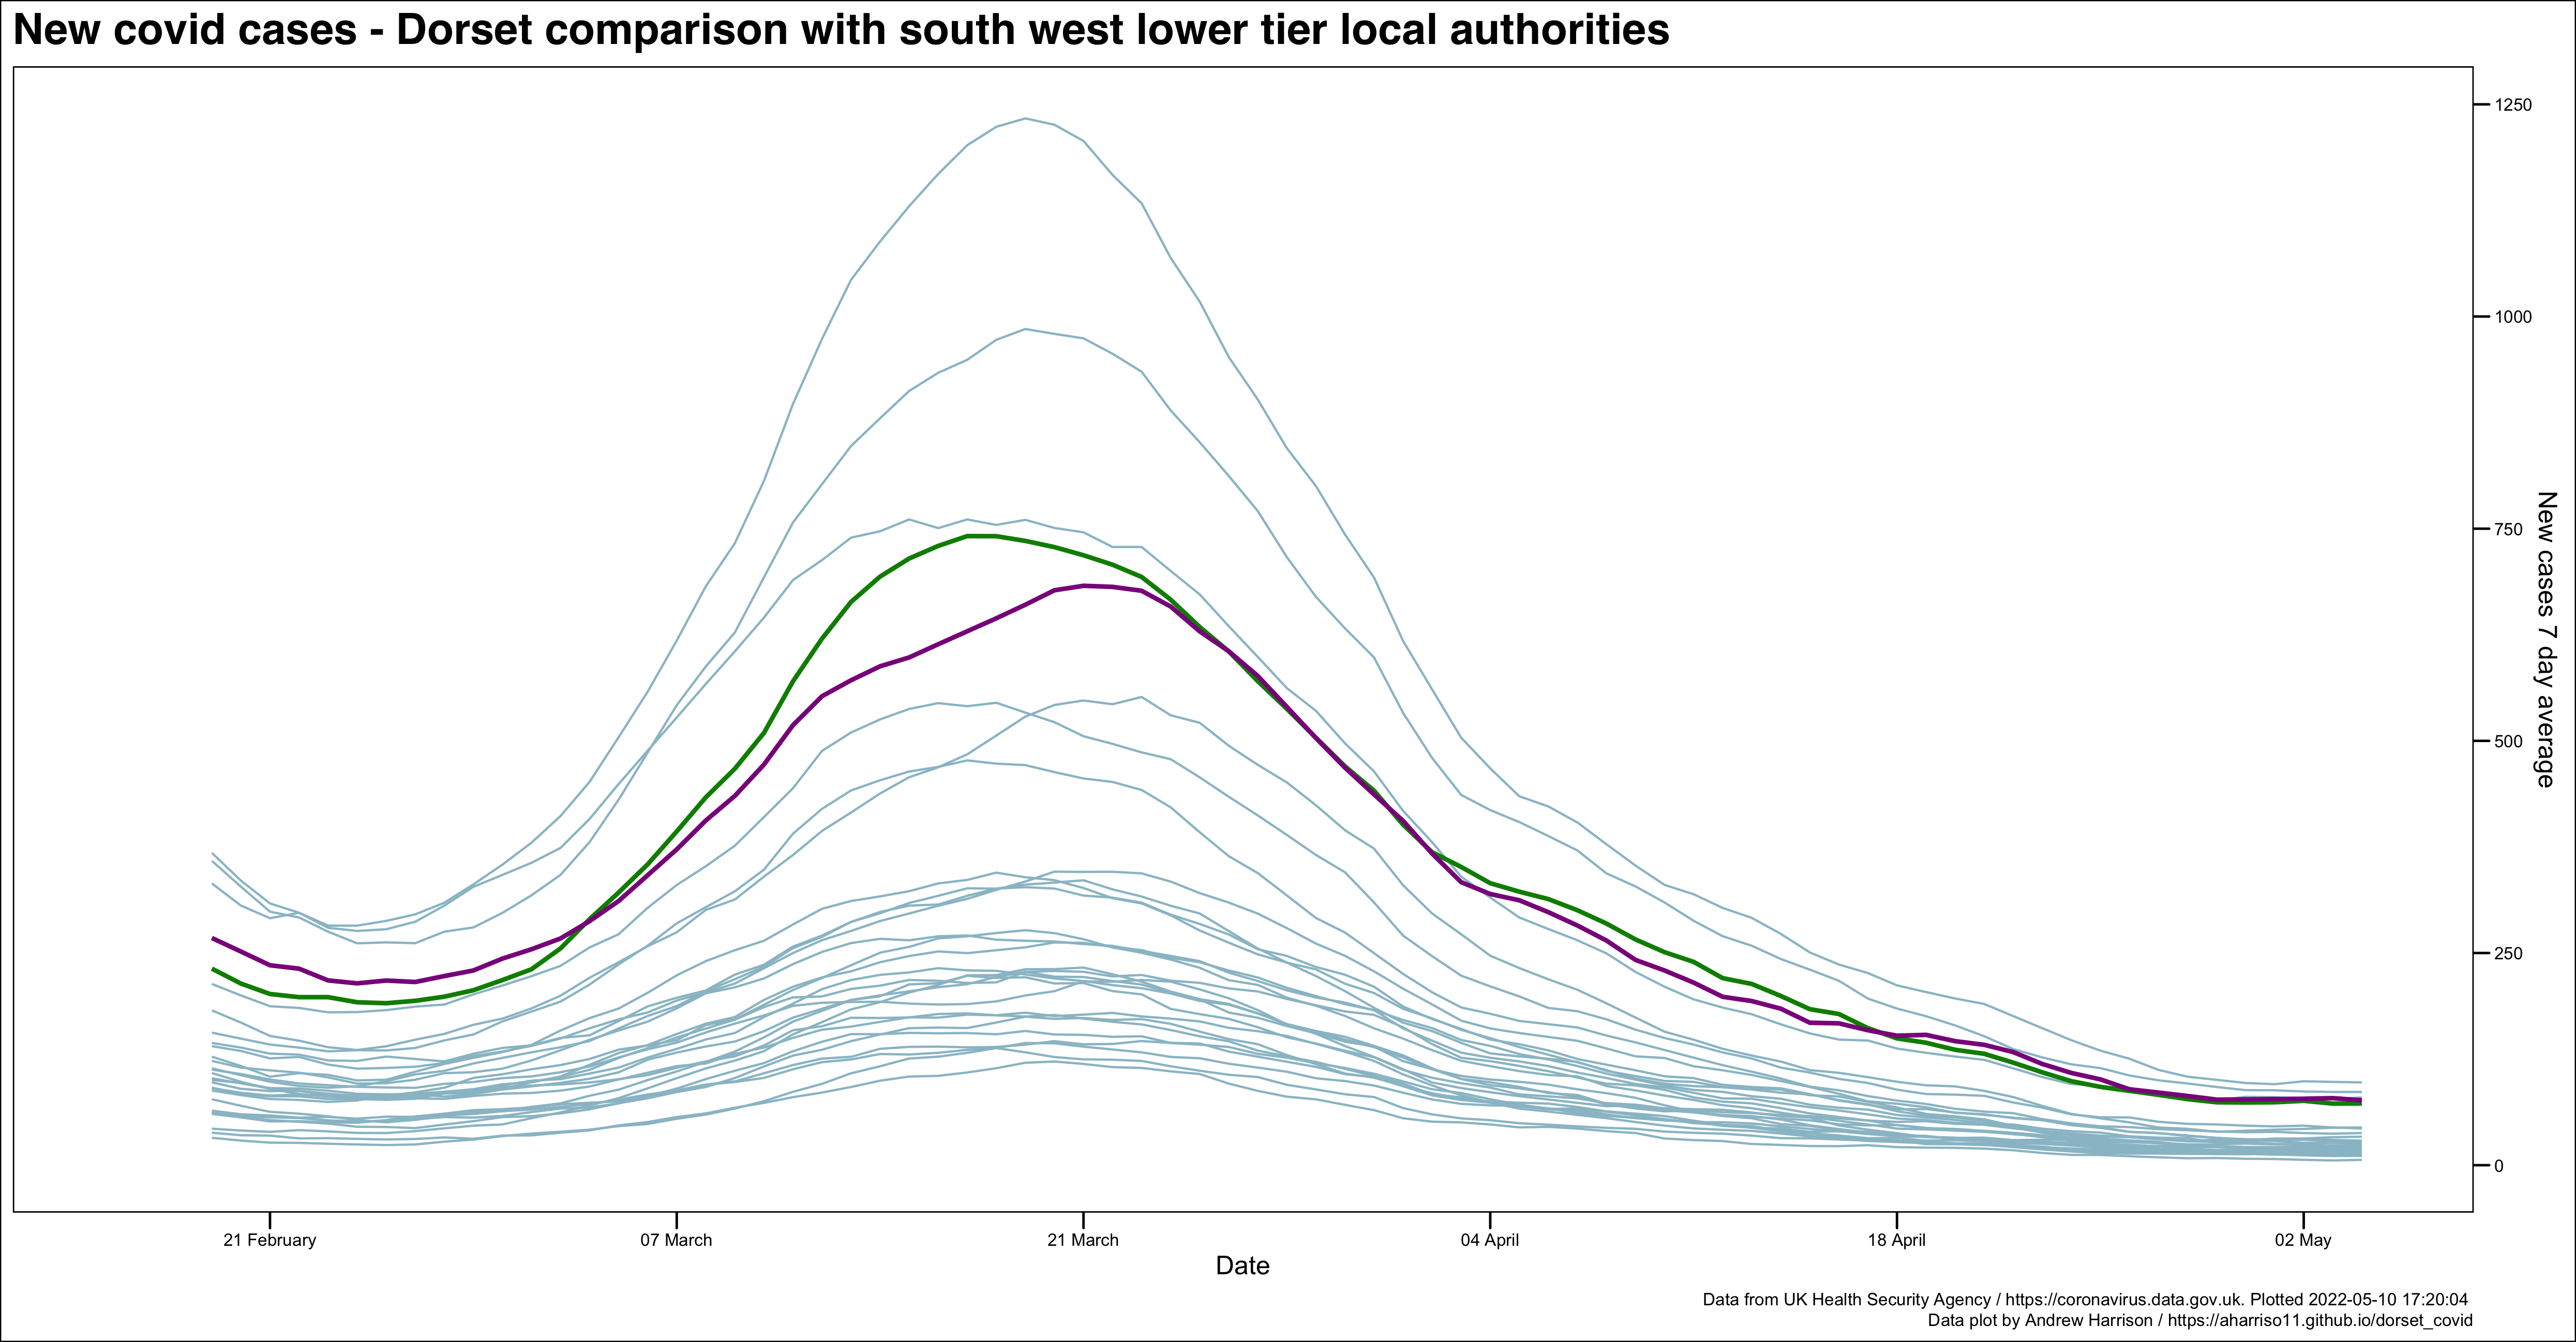 New covid cases - Dorset comparison with south west lower tier local authorities
1250
1000
750
500
250
0
New cases 7 day average
21 February
07 March
21 March
04 April
18 April
02 May
Date
Data from UK Health Security Agency / https://coronavirus.data.gov.uk. Plotted 2022-05-10 17:20:04
Data plot by Andrew Harrison / https://aharriso11.github.io/dorset_covid